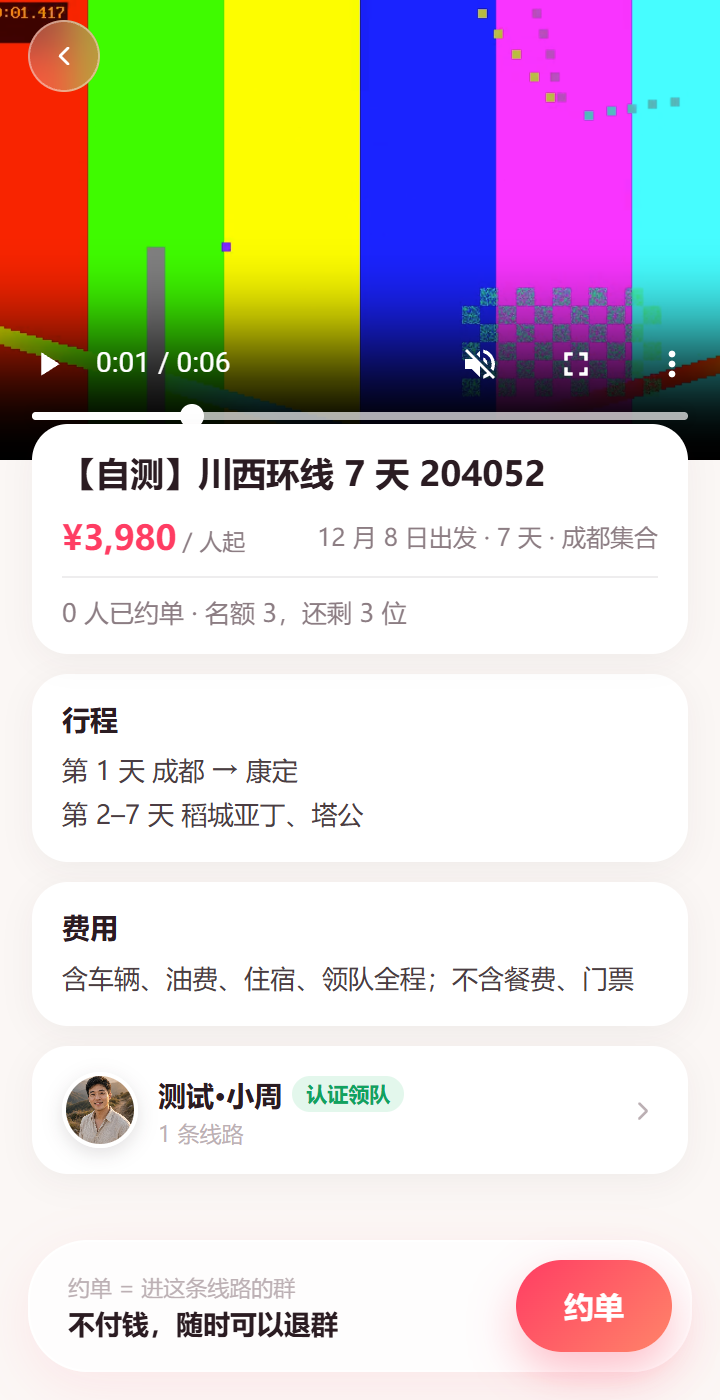 0:01.417
0:01 / 0:06
【自测】川西环线 7 天 204052
¥3,980 / 人起
12 月 8 日出发 · 7 天 · 成都集合
0 人已约单 · 名额 3，还剩 3 位
行程
第 1 天 成都 → 康定
第 2–7 天 稻城亚丁、塔公
费用
含车辆、油费、住宿、领队全程；不含餐费、门票
测试•小周 认证领队
1 条线路
约单 = 进这条线路的群
不付钱，随时可以退群
约单